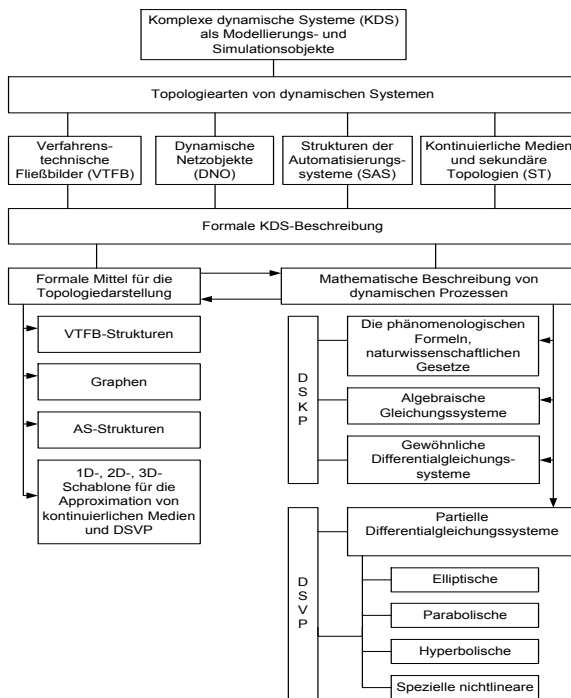 Komplexe dynamische Systeme (KDS)
als Modellierungs- und
Simulationsobjekte
Topologiearten von dynamischen Systemen
Verfahrens-
technische
Fließbilder (VTFB)
Dynamische
Netzobjekte
(DNO)
Strukturen der
Automatisierungs-
systeme (SAS)
Kontinuierliche Medien
und sekundäre
Topologien (ST)
Formale KDS-Beschreibung
Formale Mittel für die
Topologiedarstellung
Mathematische Beschreibung von
dynamischen Prozessen
VTFB-Strukturen
Graphen
AS-Strukturen
1D-, 2D-, 3D-
Schablone für die
Approximation von
kontinuierlichen Medien
und DSVP
D
S
K
P
Die phänomenologischen
Formeln,
naturwissenschaftlichen
Gesetze
Algebraische
Gleichungssysteme
Gewöhnliche
Differentialgleichungs-
systeme
D
S
V
P
Partielle
Differentialgleichungssysteme
Elliptische
Parabolische
Hyperbolische
Spezielle nichtlineare